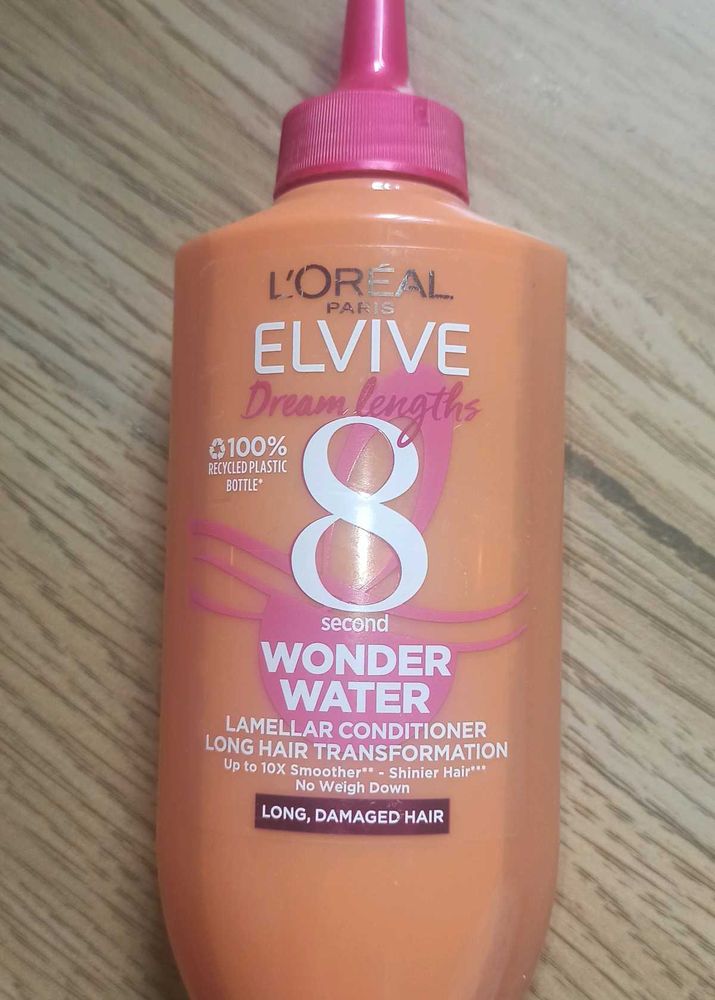 L'ORÉAL
PARIS
ELVIVE
Dream lengths
100%
RECYCLED PLASTIC
BOTTLE*
8
second
WONDER
WATER
LAMELLAR CONDITIONER
LONG HAIR TRANSFORMATION
Up to 10X Smoother** - Shinier Hair***
No Weigh Down
LONG, DAMAGED HAIR